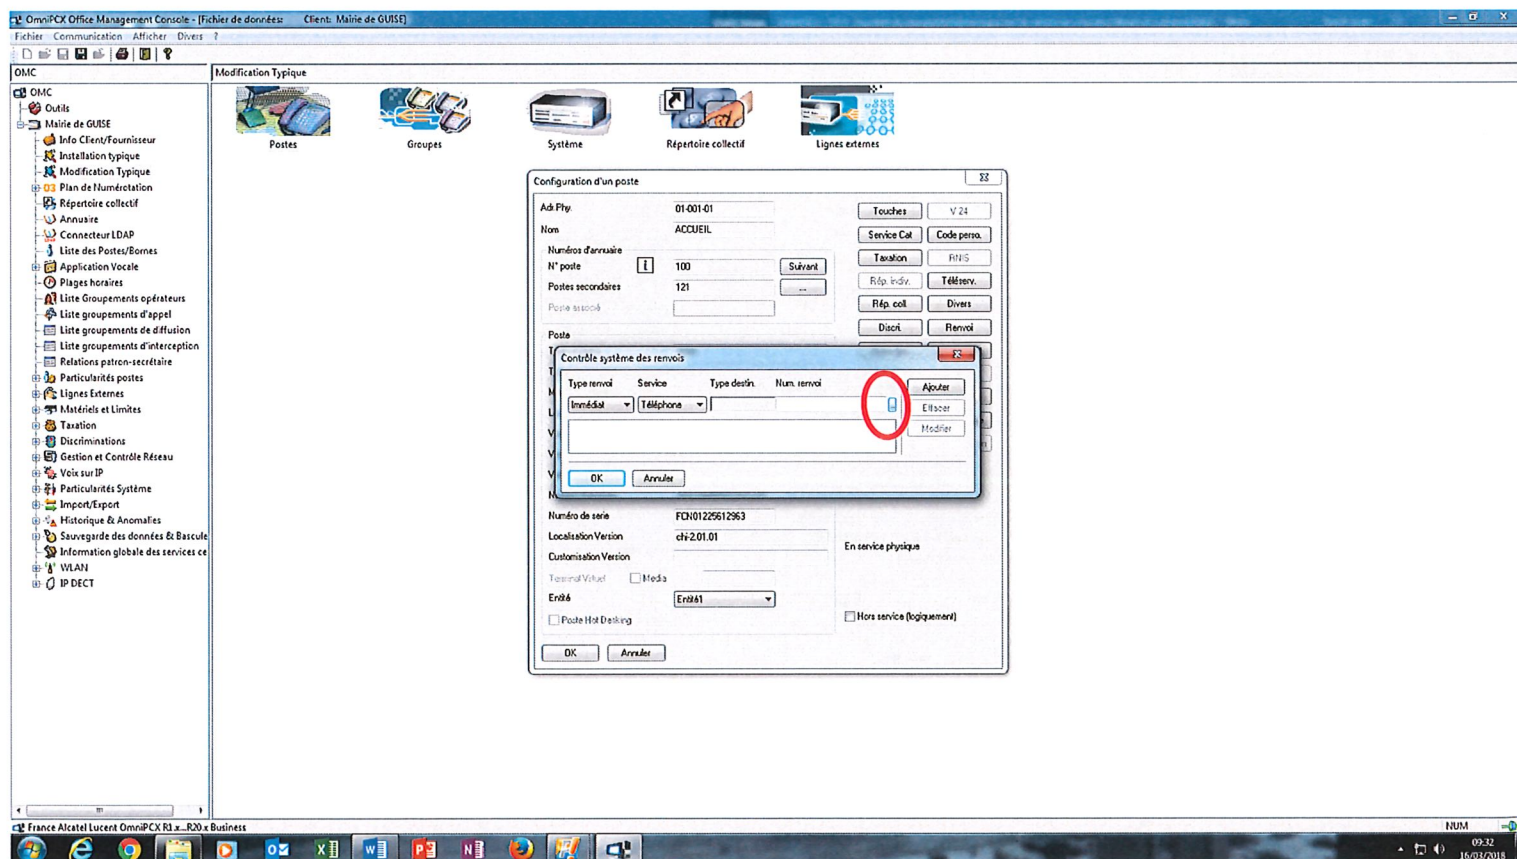 OmniPCX Office Management Console - [Fichier de données: Client: Mairie de GUISE]
Fichier Communication Afficher Divers ?
OMC
Modification Typique
OMC
Outils
Mairie de GUISE
Info Client/Fournisseur
Installation typique
Modification Typique
Plan de Numérotation
Répertoire collectif
Annuaire
Connecteur LDAP
Liste des Postes/Bornes
Application Vocale
Plages horaires
Liste Groupements opérateurs
Liste groupements d'appel
Liste groupements de diffusion
Liste groupements d'interception
Relations patron-secrétaire
Particularités postes
Lignes Externes
Matériels et Limites
Taxation
Discriminations
Gestion et Contrôle Réseau
Voix sur IP
Particularités Système
Import/Export
Historique & Anomalies
Sauvegarde des données & Bascule
Information globale des services ce
WLAN
IP DECT
Postes
Groupes
Système
Répertoire collectif
Lignes externes
Configuration d'un poste
Adr.Phy. 01-001-01
Touches V 24
Nom ACCUEIL
Service Cat Code perso.
Numéros d'annuaire
Taxation RNIS
N° poste i 100 Suivant
Rép. indiv. Téléserv.
Postes secondaires 121 ...
Rép. coll. Divers
Poste associé
Discri. Renvoi
Poste
Contrôle système des renvois
Type renvoi Service Type destin. Num. renvoi
Ajouter
Immédiat Téléphone
Effacer
Modifier
OK Annuler
Numéro de serie FCN01225612963
Localisation Version chi-2.01.01
En service physique
Customisation Version
Terminal Virtuel Media
Entité Entité1
Poste Hot Desking
Hors service (logiquement)
OK Annuler
France Alcatel Lucent OmniPCX R1.x...R20.x Business
NUM
09:32
16/03/2018